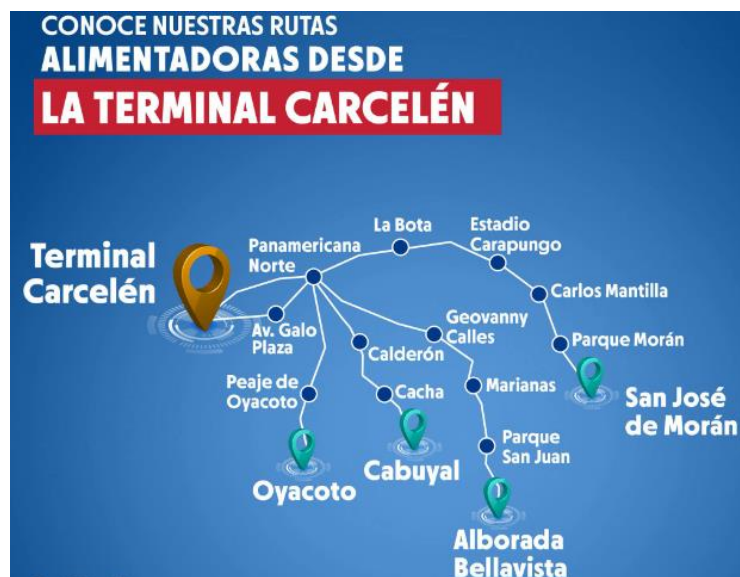 CONOCE NUESTRAS RUTAS
ALIMENTADORAS DESDE
LA TERMINAL CARCELÉN
Terminal
Carcelén
Panamericana
Norte
La Bota
Estadio
Carapungo
Carlos Mantilla
Parque Morán
San José
de Morán
Av. Galo
Plaza
Geovanny
Calles
Calderón
Marianas
Peaje de
Oyacoto
Cacha
Parque
San Juan
Oyacoto
Cabuyal
Alborada
Bellavista